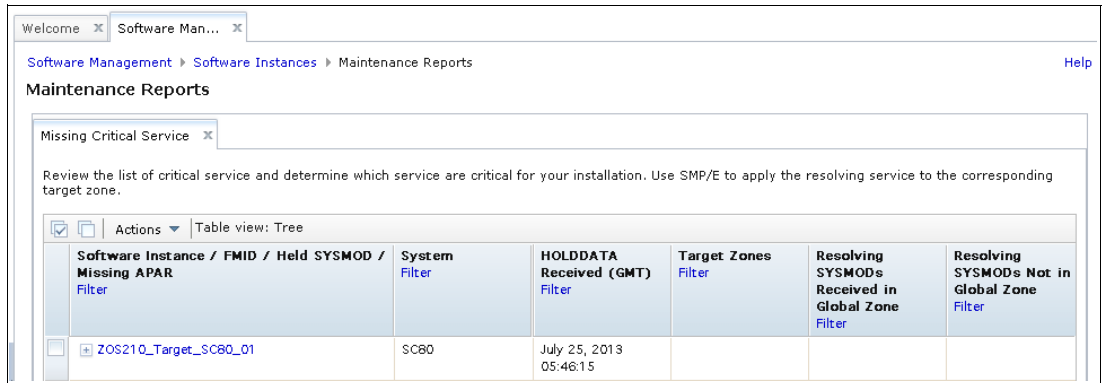 Welcome X Software Man... X
Software Management ▸ Software Instances ▸ Maintenance Reports Help
Maintenance Reports
Missing Critical Service X
Review the list of critical service and determine which service are critical for your installation. Use SMP/E to apply the resolving service to the corresponding
target zone.
Actions ▼ Table view: Tree
Software Instance / FMID / Held SYSMOD /
Missing APAR
Filter
System
Filter
HOLDDATA
Received (GMT)
Filter
Target Zones
Filter
Resolving
SYSMODs
Received in
Global Zone
Filter
Resolving
SYSMODs Not in
Global Zone
Filter
ZOS210_Target_SC80_01
SC80
July 25, 2013
05:46:15